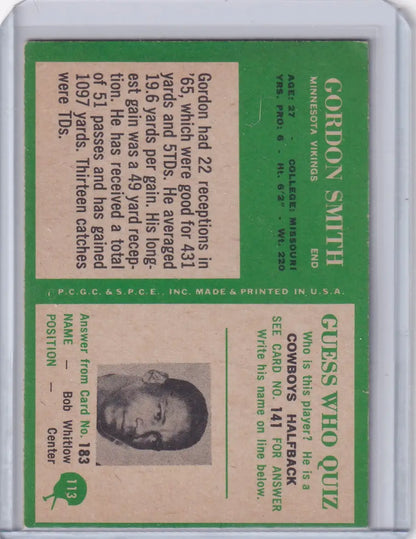 GORDON SMITH
MINNESOTA VIKINGS END
AGE: 27 - COLLEGE: MISSOURI
YRS. PRO: 6 - Ht. 6'2" - Wt. 220
Gordon had 22 receptions in
'65, which were good for 431
yards and 5TDs. He averaged
19.6 yards per gain. His long-
est gain was a 49 yard recep-
tion. He has received a total
of 51 passes and has gained
1097 yards. Thirteen catches
were TDs.
© P.C.G.C. & S.P.C.E., INC. MADE & PRINTED IN U.S.A.
GUESS WHO QUIZ
Who is this player? He is a
COWBOYS HALFBACK
SEE CARD NO. 141 FOR ANSWER
Write his name on line below.
Answer from Card No. 183
NAME – Bob Whitlow
POSITION – Center
113